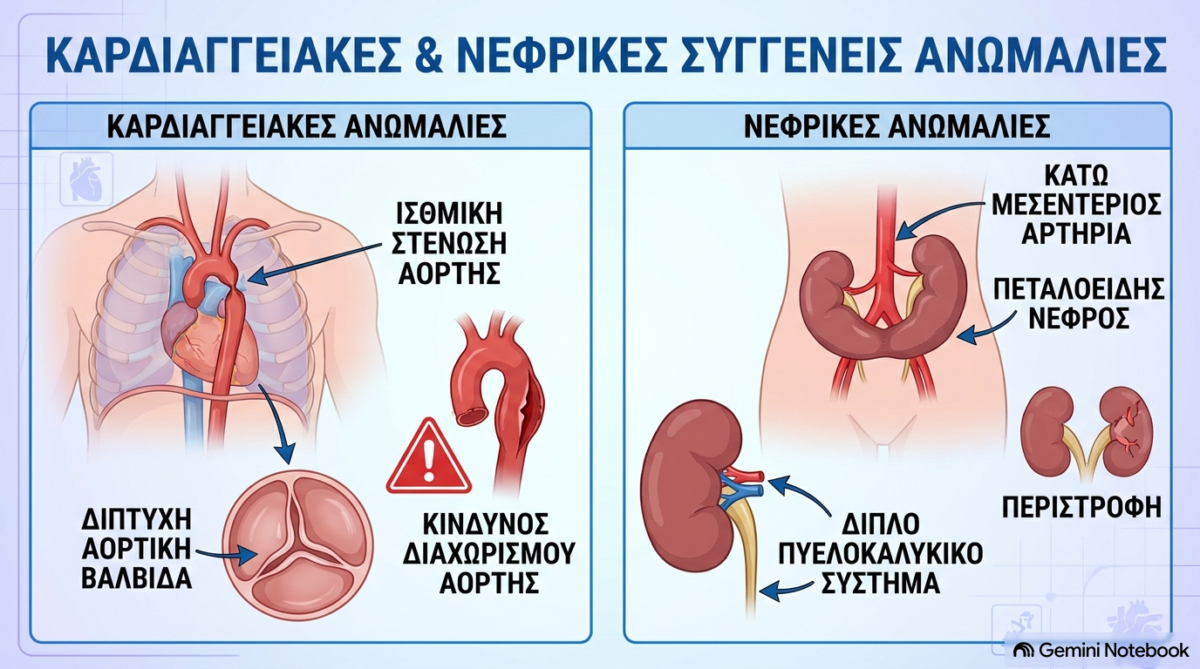 ΚΑΡΔΙΑΓΓΕΙΑΚΕΣ & ΝΕΦΡΙΚΕΣ ΣΥΓΓΕΝΕΙΣ ΑΝΩΜΑΛΙΕΣ
ΚΑΡΔΙΑΓΓΕΙΑΚΕΣ ΑΝΩΜΑΛΙΕΣ
ΙΣΘΜΙΚΗ
ΣΤΕΝΩΣΗ
ΑΟΡΤΗΣ
ΔΙΠΤΥΧΗ
ΑΟΡΤΙΚΗ
ΒΑΛΒΙΔΑ
ΚΙΝΔΥΝΟΣ
ΔΙΑΧΩΡΙΣΜΟΥ
ΑΟΡΤΗΣ
ΝΕΦΡΙΚΕΣ ΑΝΩΜΑΛΙΕΣ
ΚΑΤΩ
ΜΕΣΕΝΤΕΡΙΟΣ
ΑΡΤΗΡΙΑ
ΠΕΤΑΛΟΕΙΔΗΣ
ΝΕΦΡΟΣ
ΔΙΠΛΟ
ΠΥΕΛΟΚΑΛΥΚΙΚΟ
ΣΥΣΤΗΜΑ
ΠΕΡΙΣΤΡΟΦΗ
Gemini Notebook